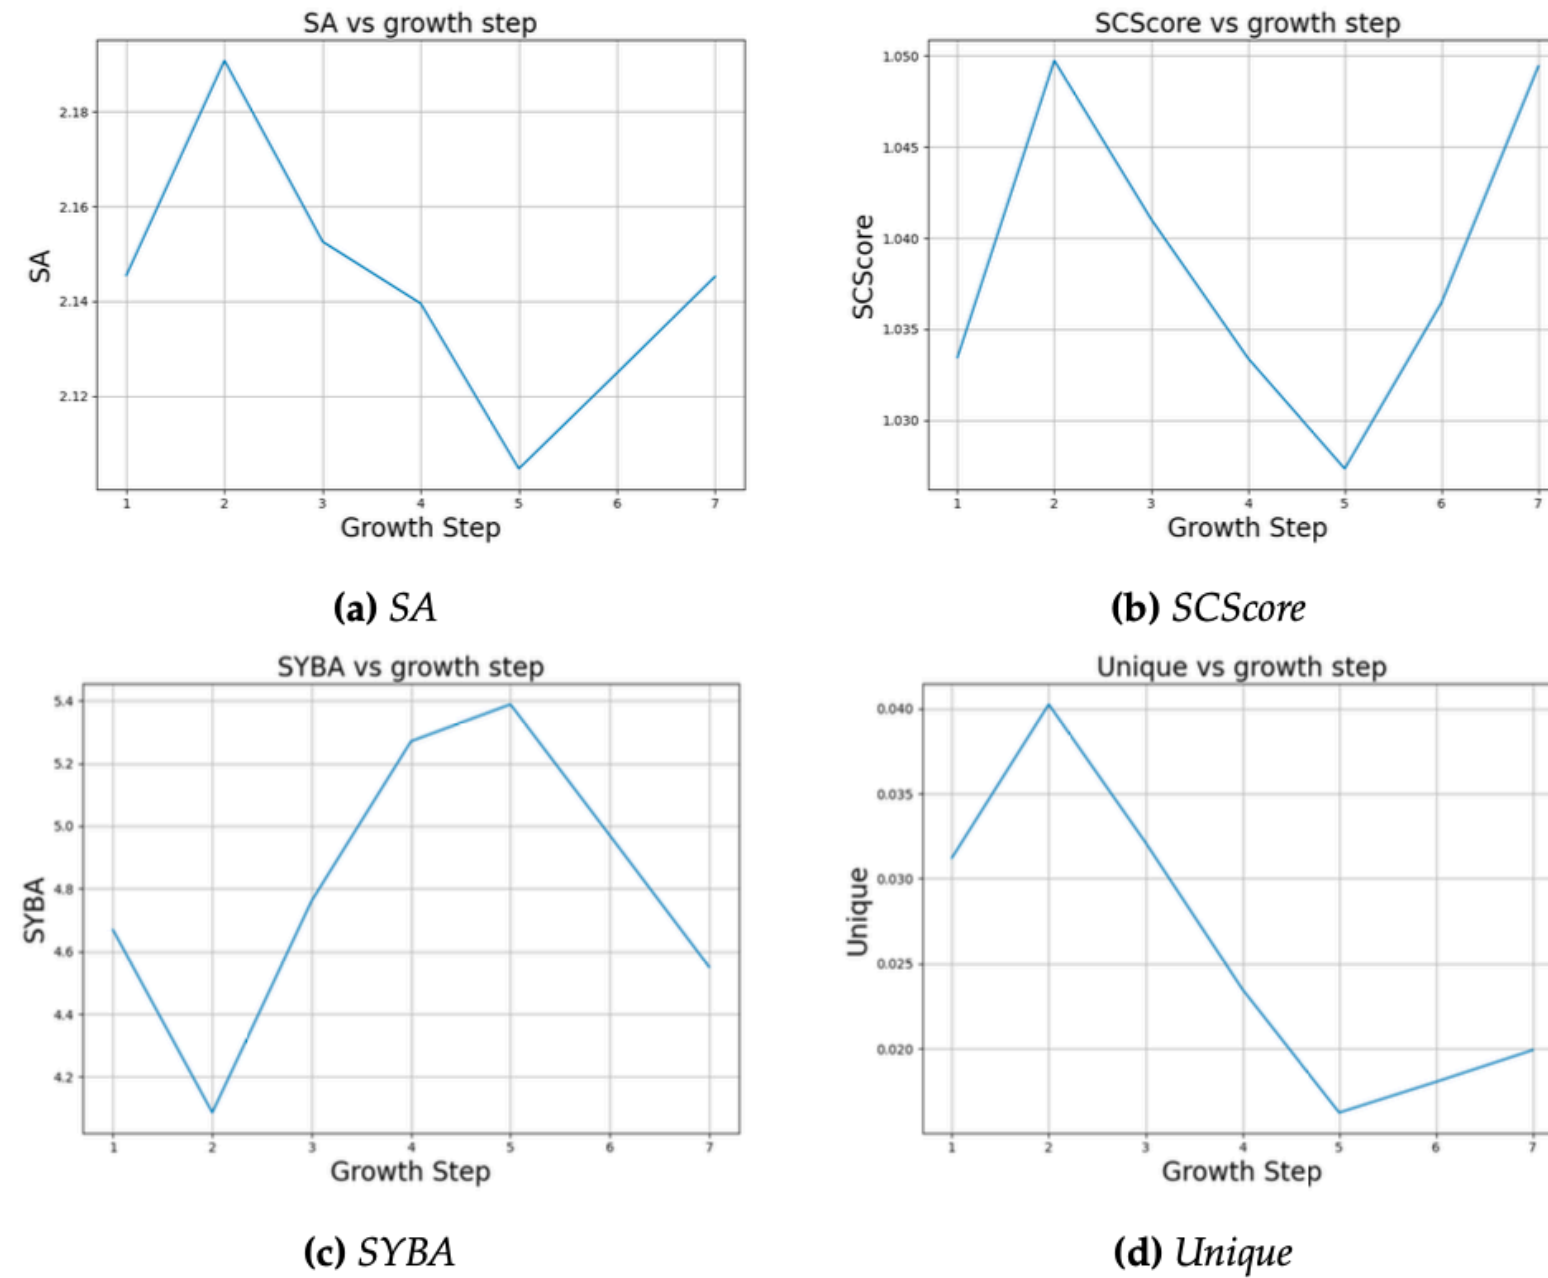 SA vs growth step
SA
2.18
2.16
2.14
2.12
1 2 3 4 5 6 7
Growth Step
(a) SA
SCScore vs growth step
SCScore
1.050
1.045
1.040
1.035
1.030
1 2 3 4 5 6 7
Growth Step
(b) SCScore
SYBA vs growth step
SYBA
5.4
5.2
5.0
4.8
4.6
4.4
4.2
1 2 3 4 5 6 7
Growth Step
(c) SYBA
Unique vs growth step
Unique
0.040
0.035
0.030
0.025
0.020
1 2 3 4 5 6 7
Growth Step
(d) Unique